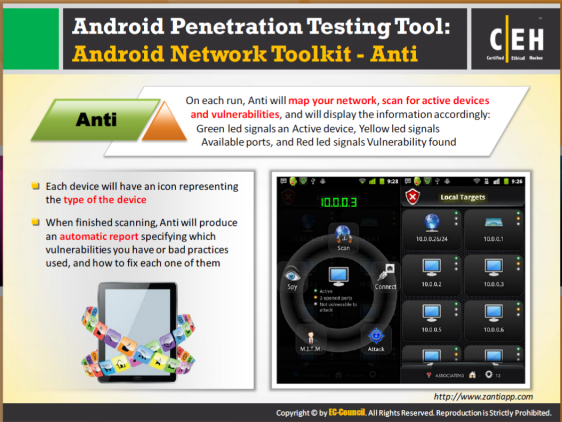 Android Penetration Testing Tool:
Android Network Toolkit - Anti
C|EH
Certified Ethical Hacker
Anti
On each run, Anti will map your network, scan for active devices
and vulnerabilities, and will display the information accordingly:
Green led signals an Active device, Yellow led signals
Available ports, and Red led signals Vulnerability found
Each device will have an icon representing
the type of the device
When finished scanning, Anti will produce
an automatic report specifying which
vulnerabilities you have or bad practices
used, and how to fix each one of them
9:28
10.0.0.3
Scan
Spy
Connect
Active
3 opened ports
Not vulnerable to
attack
M.I.T.M
Attack
9:26
Local Targets
10.0.0.26/24
10.0.0.1
10.0.0.2
10.0.0.3
10.0.0.5
10.0.0.6
ASSOCIATING
12
http://www.zantiapp.com
Copyright © by EC-Council. All Rights Reserved. Reproduction is Strictly Prohibited.